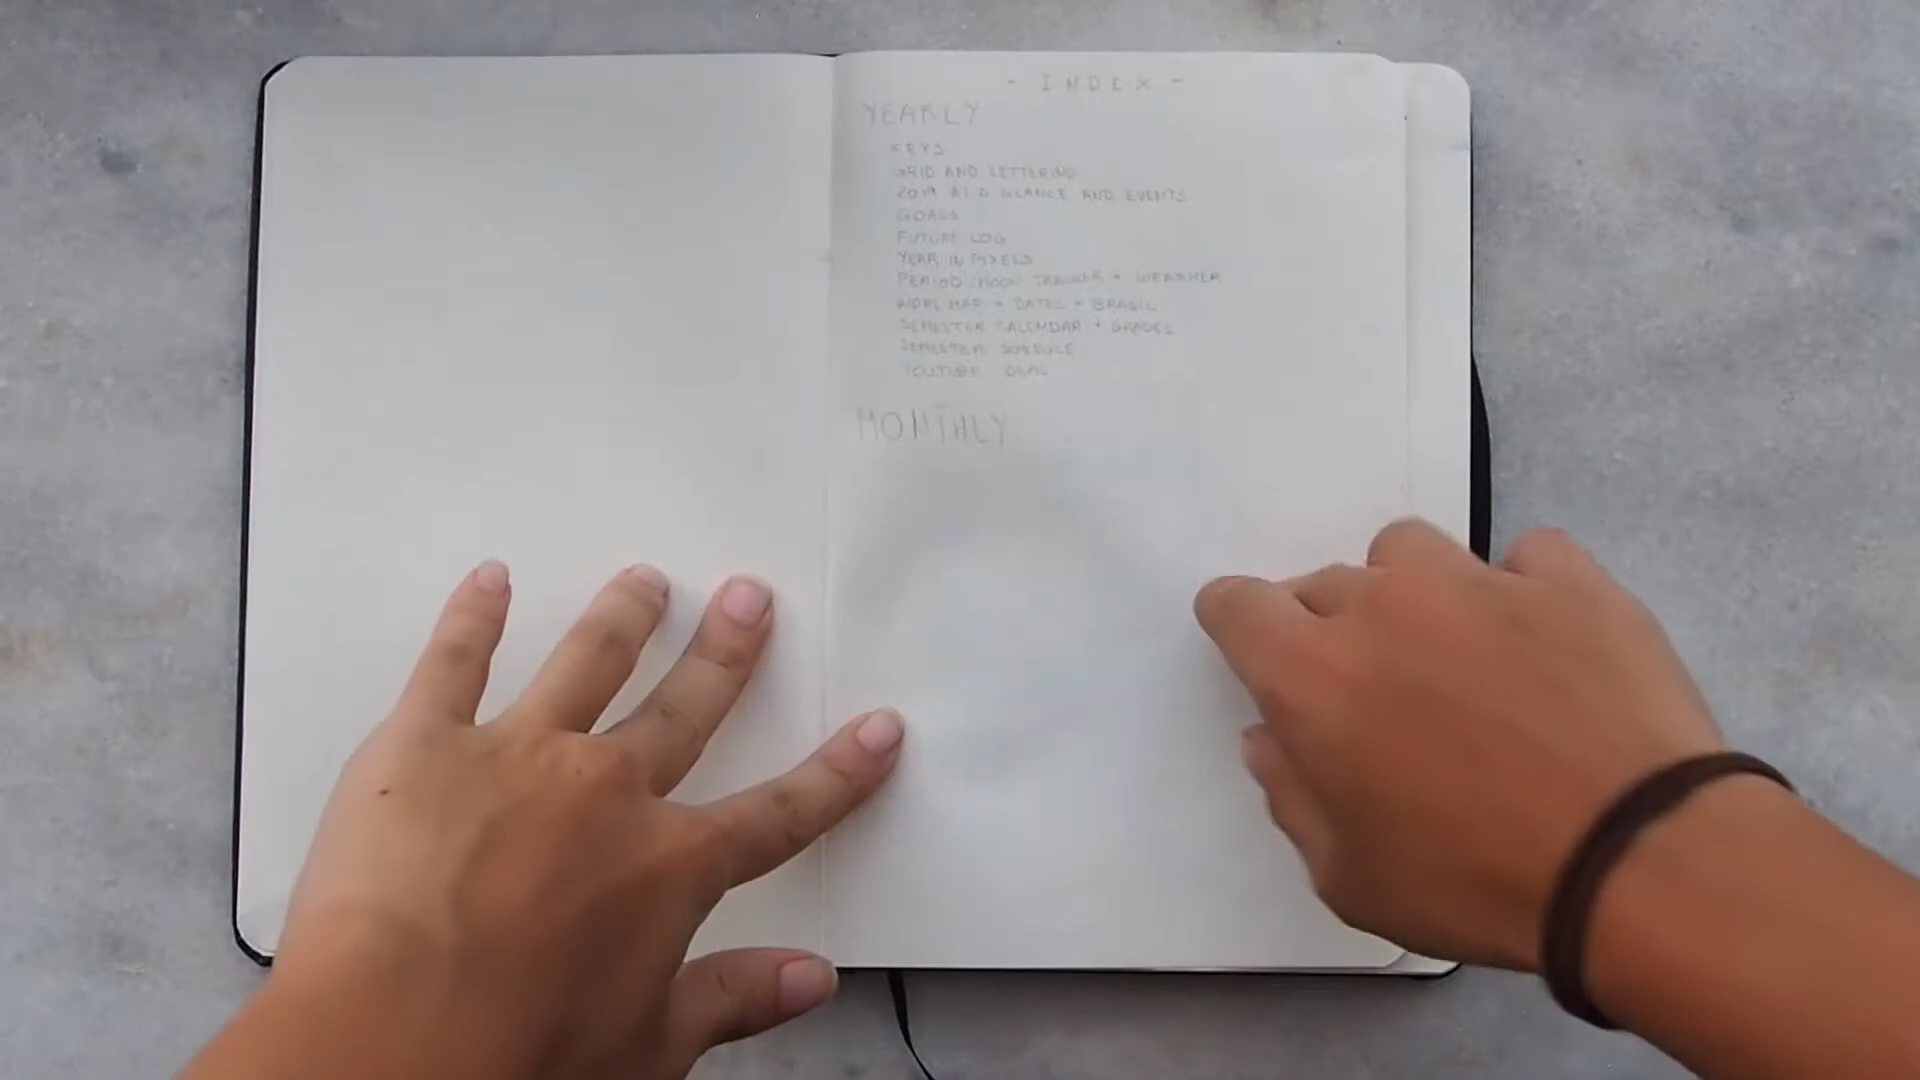 - INDEX -
YEARLY
KEYS
GRID AND LETTERING
2019 AT A GLANCE AND EVENTS
GOALS
FUTURE LOG
YEAR IN PIXELS
PERIOD/MOON TRACKER + WEATHER
MAP + DATES + BRASIL
SEMESTER CALENDAR + GRADES
SEMESTER SCHEDULE
YOUTUBE
MONTHLY